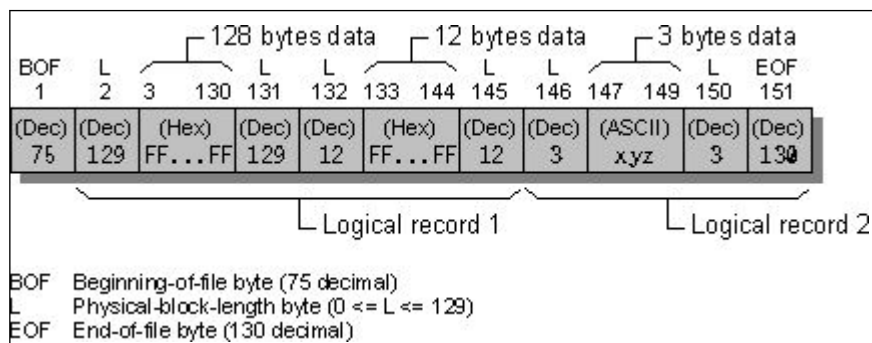 128 bytes data 12 bytes data 3 bytes data
BOF L L L L L L EOF
1 2 3 130 131 132 133 144 145 146 147 149 150 151
(Dec) (Dec) (Hex) (Dec) (Dec) (Hex) (Dec) (Dec) (ASCII) (Dec) (Dec)
75 129 FF...FF 129 12 FF...FF 12 3 xyz 3 130
Logical record 1 Logical record 2
BOF Beginning-of-file byte (75 decimal)
L Physical-block-length byte (0 <= L <= 129)
EOF End-of-file byte (130 decimal)